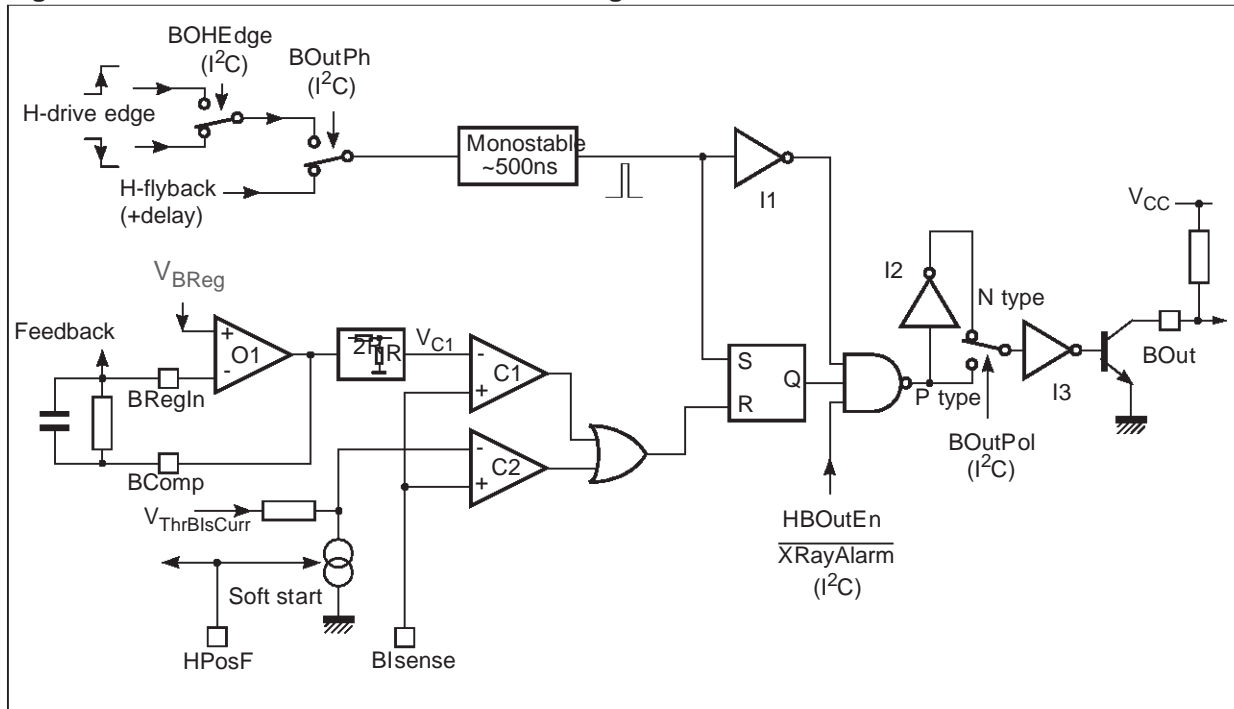 BOHEdge
(I²C)
BOutPh
(I²C)
H-drive edge
H-flyback
(+delay)
Monostable
~500ns
I1
VCC
I2
N type
VBReg
Feedback
+
O1
-
BRegIn
BComp
2R
R
VC1
-
C1
+
-
C2
+
S
Q
R
P type
I3
BOut
BOutPol
(I²C)
VThrBIsCurr
HBOutEn
XRayAlarm
(I²C)
Soft start
HPosF
BIsense